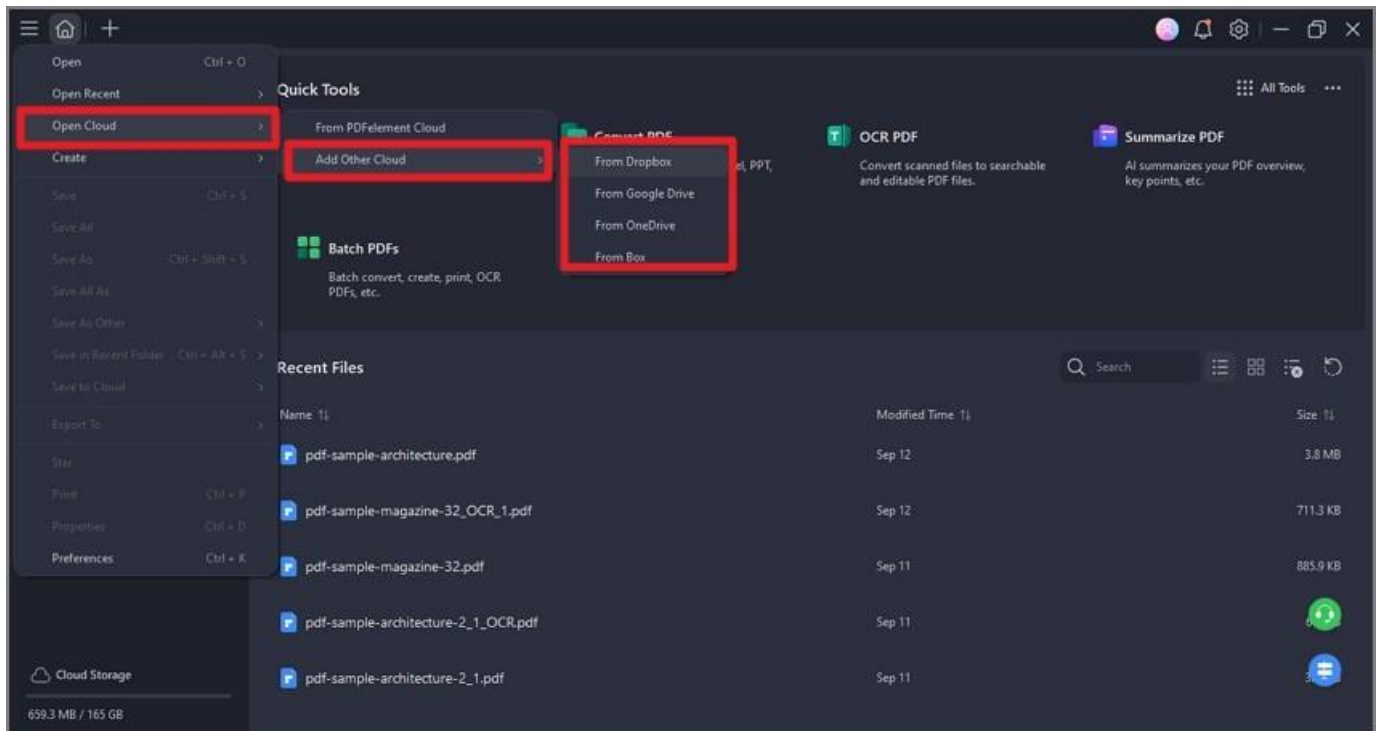 Open Ctrl + O
Open Recent
Open Cloud
Create
Save Ctrl + S
Save All
Save As Ctrl + Shift + S
Save All As
Save As Other
Save in Recent Folder Ctrl + Alt + S
Save to Cloud
Export To
Star
Print Ctrl + P
Properties Ctrl + D
Preferences Ctrl + K
From PDFelement Cloud
Add Other Cloud
From Dropbox
From Google Drive
From OneDrive
From Box
Quick Tools
All Tools
Convert PDF
PPT,
OCR PDF
Convert scanned files to searchable
and editable PDF files.
Summarize PDF
AI summarizes your PDF overview,
key points, etc.
Batch PDFs
Batch convert, create, print, OCR
PDFs, etc.
Recent Files
Search
Name Modified Time Size
pdf-sample-architecture.pdf Sep 12 3.8 MB
pdf-sample-magazine-32_OCR_1.pdf Sep 12 711.3 KB
pdf-sample-magazine-32.pdf Sep 11 885.9 KB
pdf-sample-architecture-2_1_OCR.pdf Sep 11
pdf-sample-architecture-2_1.pdf Sep 11
Cloud Storage
659.3 MB / 165 GB